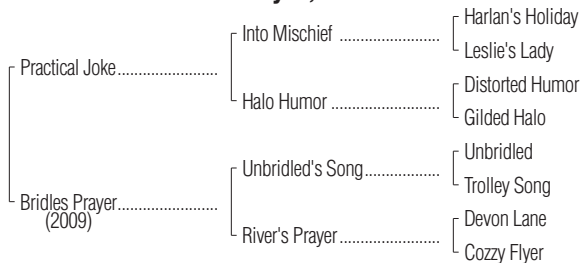 Harlan's Holiday
Into Mischief ....................
Leslie's Lady
Practical Joke.......................
Distorted Humor
Halo Humor ......................
Gilded Halo
Unbridled
Unbridled's Song.................
Trolley Song
Bridles Prayer.......................
(2009)
Devon Lane
River's Prayer ....................
Cozzy Flyer